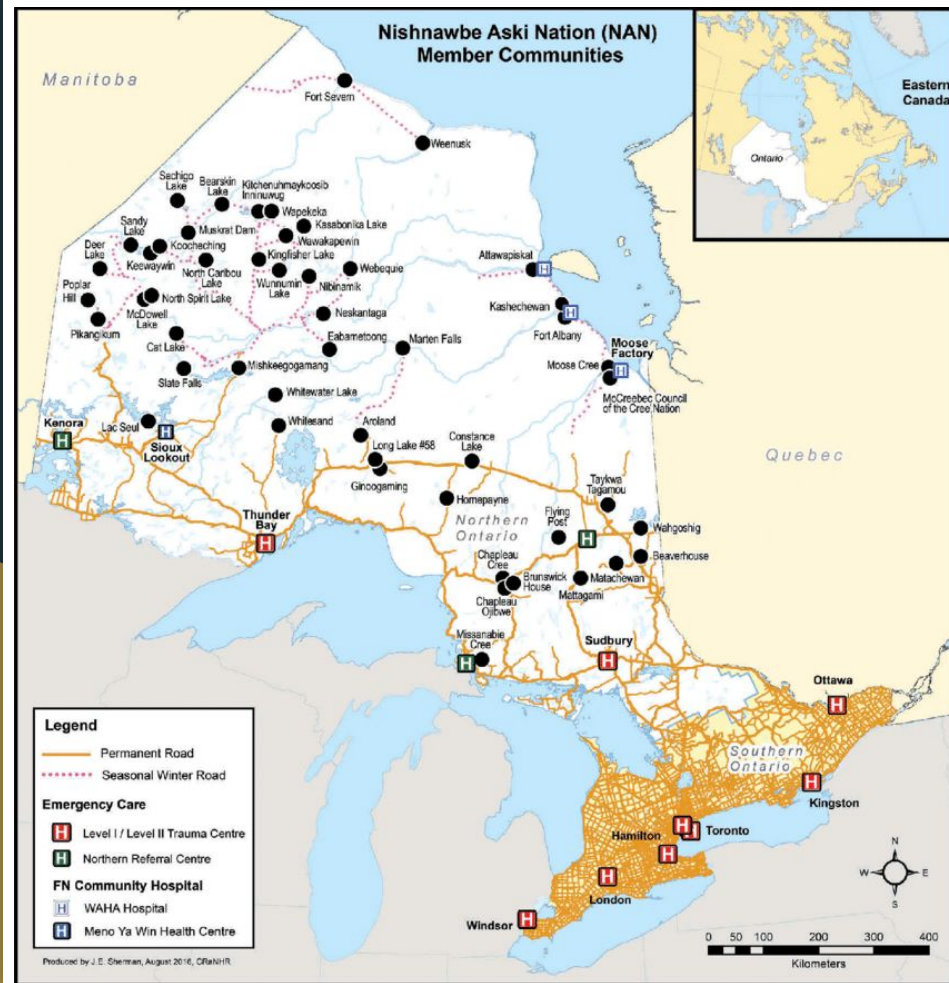 Nishnawbe Aski Nation (NAN)
Member Communities
Manitoba
Eastern
Canada
Ontario
Fort Severn
Weenusk
Sachigo
Lake
Bearskin
Lake
Kitchenuhmaykoosib
Inninuwug
Wapekeka
Kasabonika Lake
Sandy
Lake
Muskrat Dam
Wawakapewin
Deer
Lake
Koocheching
Keewaywin
North Caribou
Lake
Kingfisher Lake
Wunnumin
Lake
Nibinamik
Webequie
Attawapiskat
H
Poplar
Hill
North Spirit Lake
McDowell
Lake
Neskantaga
Kashechewan
H
Fort Albany
Pikangikum
Cat Lake
Eabametoong
Marten Falls
Moose
Factory
Moose Cree
H
Slate Falls
Mishkeegogamang
McCreebec Council
of the Cree Nation
Whitewater Lake
Kenora
H
Lac Seul
H
Sioux
Lookout
Whitesand
Aroland
Long Lake #58
Ginoogaming
Constance
Lake
Quebec
Hornepayne
Taykwa
Tagamou
Thunder
Bay
H
Northern
Ontario
Flying
Post
H
Wahgoshig
Beaverhouse
Chapleau
Cree
Brunswick
House
Chapleau
Ojibwe
Matachewan
Mattagami
Missanabie
Cree
H
Sudbury
H
Ottawa
H
Southern
Ontario
H
Kingston
Hamilton
H
H
Toronto
H
H
London
Windsor
H
Legend
Permanent Road
Seasonal Winter Road
Emergency Care
H Level I / Level II Trauma Centre
H Northern Referral Centre
FN Community Hospital
H WAHA Hospital
H Meno Ya Win Health Centre
Produced by J.E. Sherman, August 2016, CRaNHR
N
W E
S
0 50 100 200 300 400
Kilometers